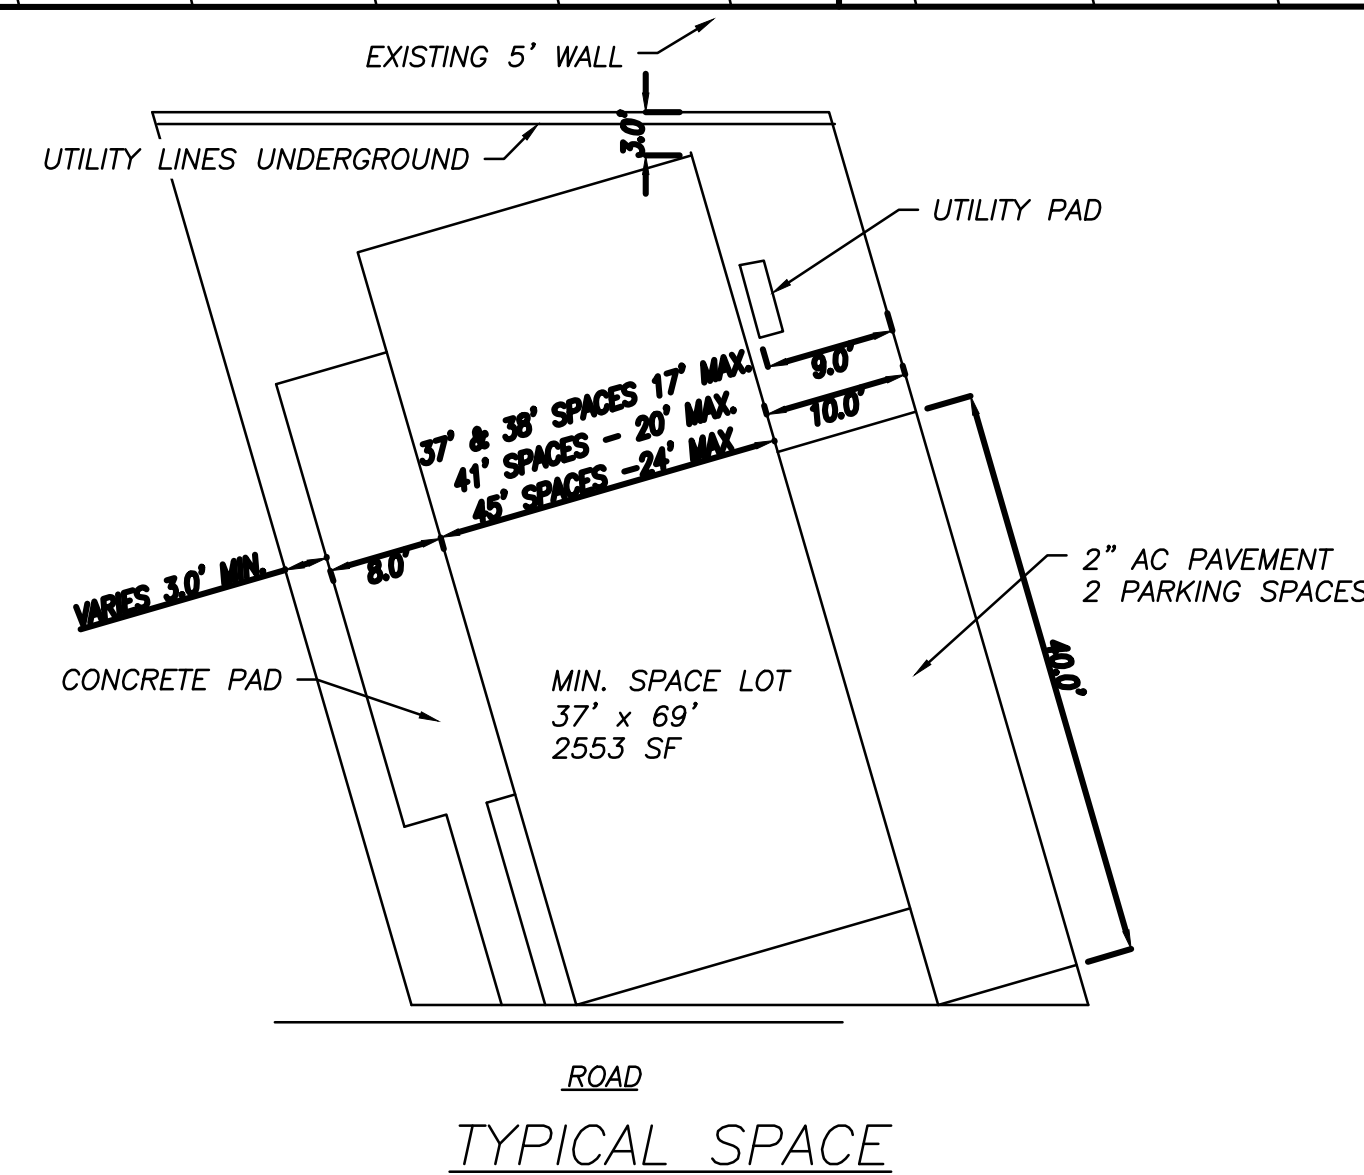 EXISTING 5' WALL
3.0'
UTILITY LINES UNDERGROUND
UTILITY PAD
9.0'
10.0'
37' & 38' SPACES 17' MAX.
41' SPACES - 20' MAX.
45' SPACES -24' MAX
8.0'
VARIES 3.0' MIN.
2" AC PAVEMENT
2 PARKING SPACES
40.0'
CONCRETE PAD
MIN. SPACE LOT
37' x 69'
2553 SF
ROAD
TYPICAL SPACE